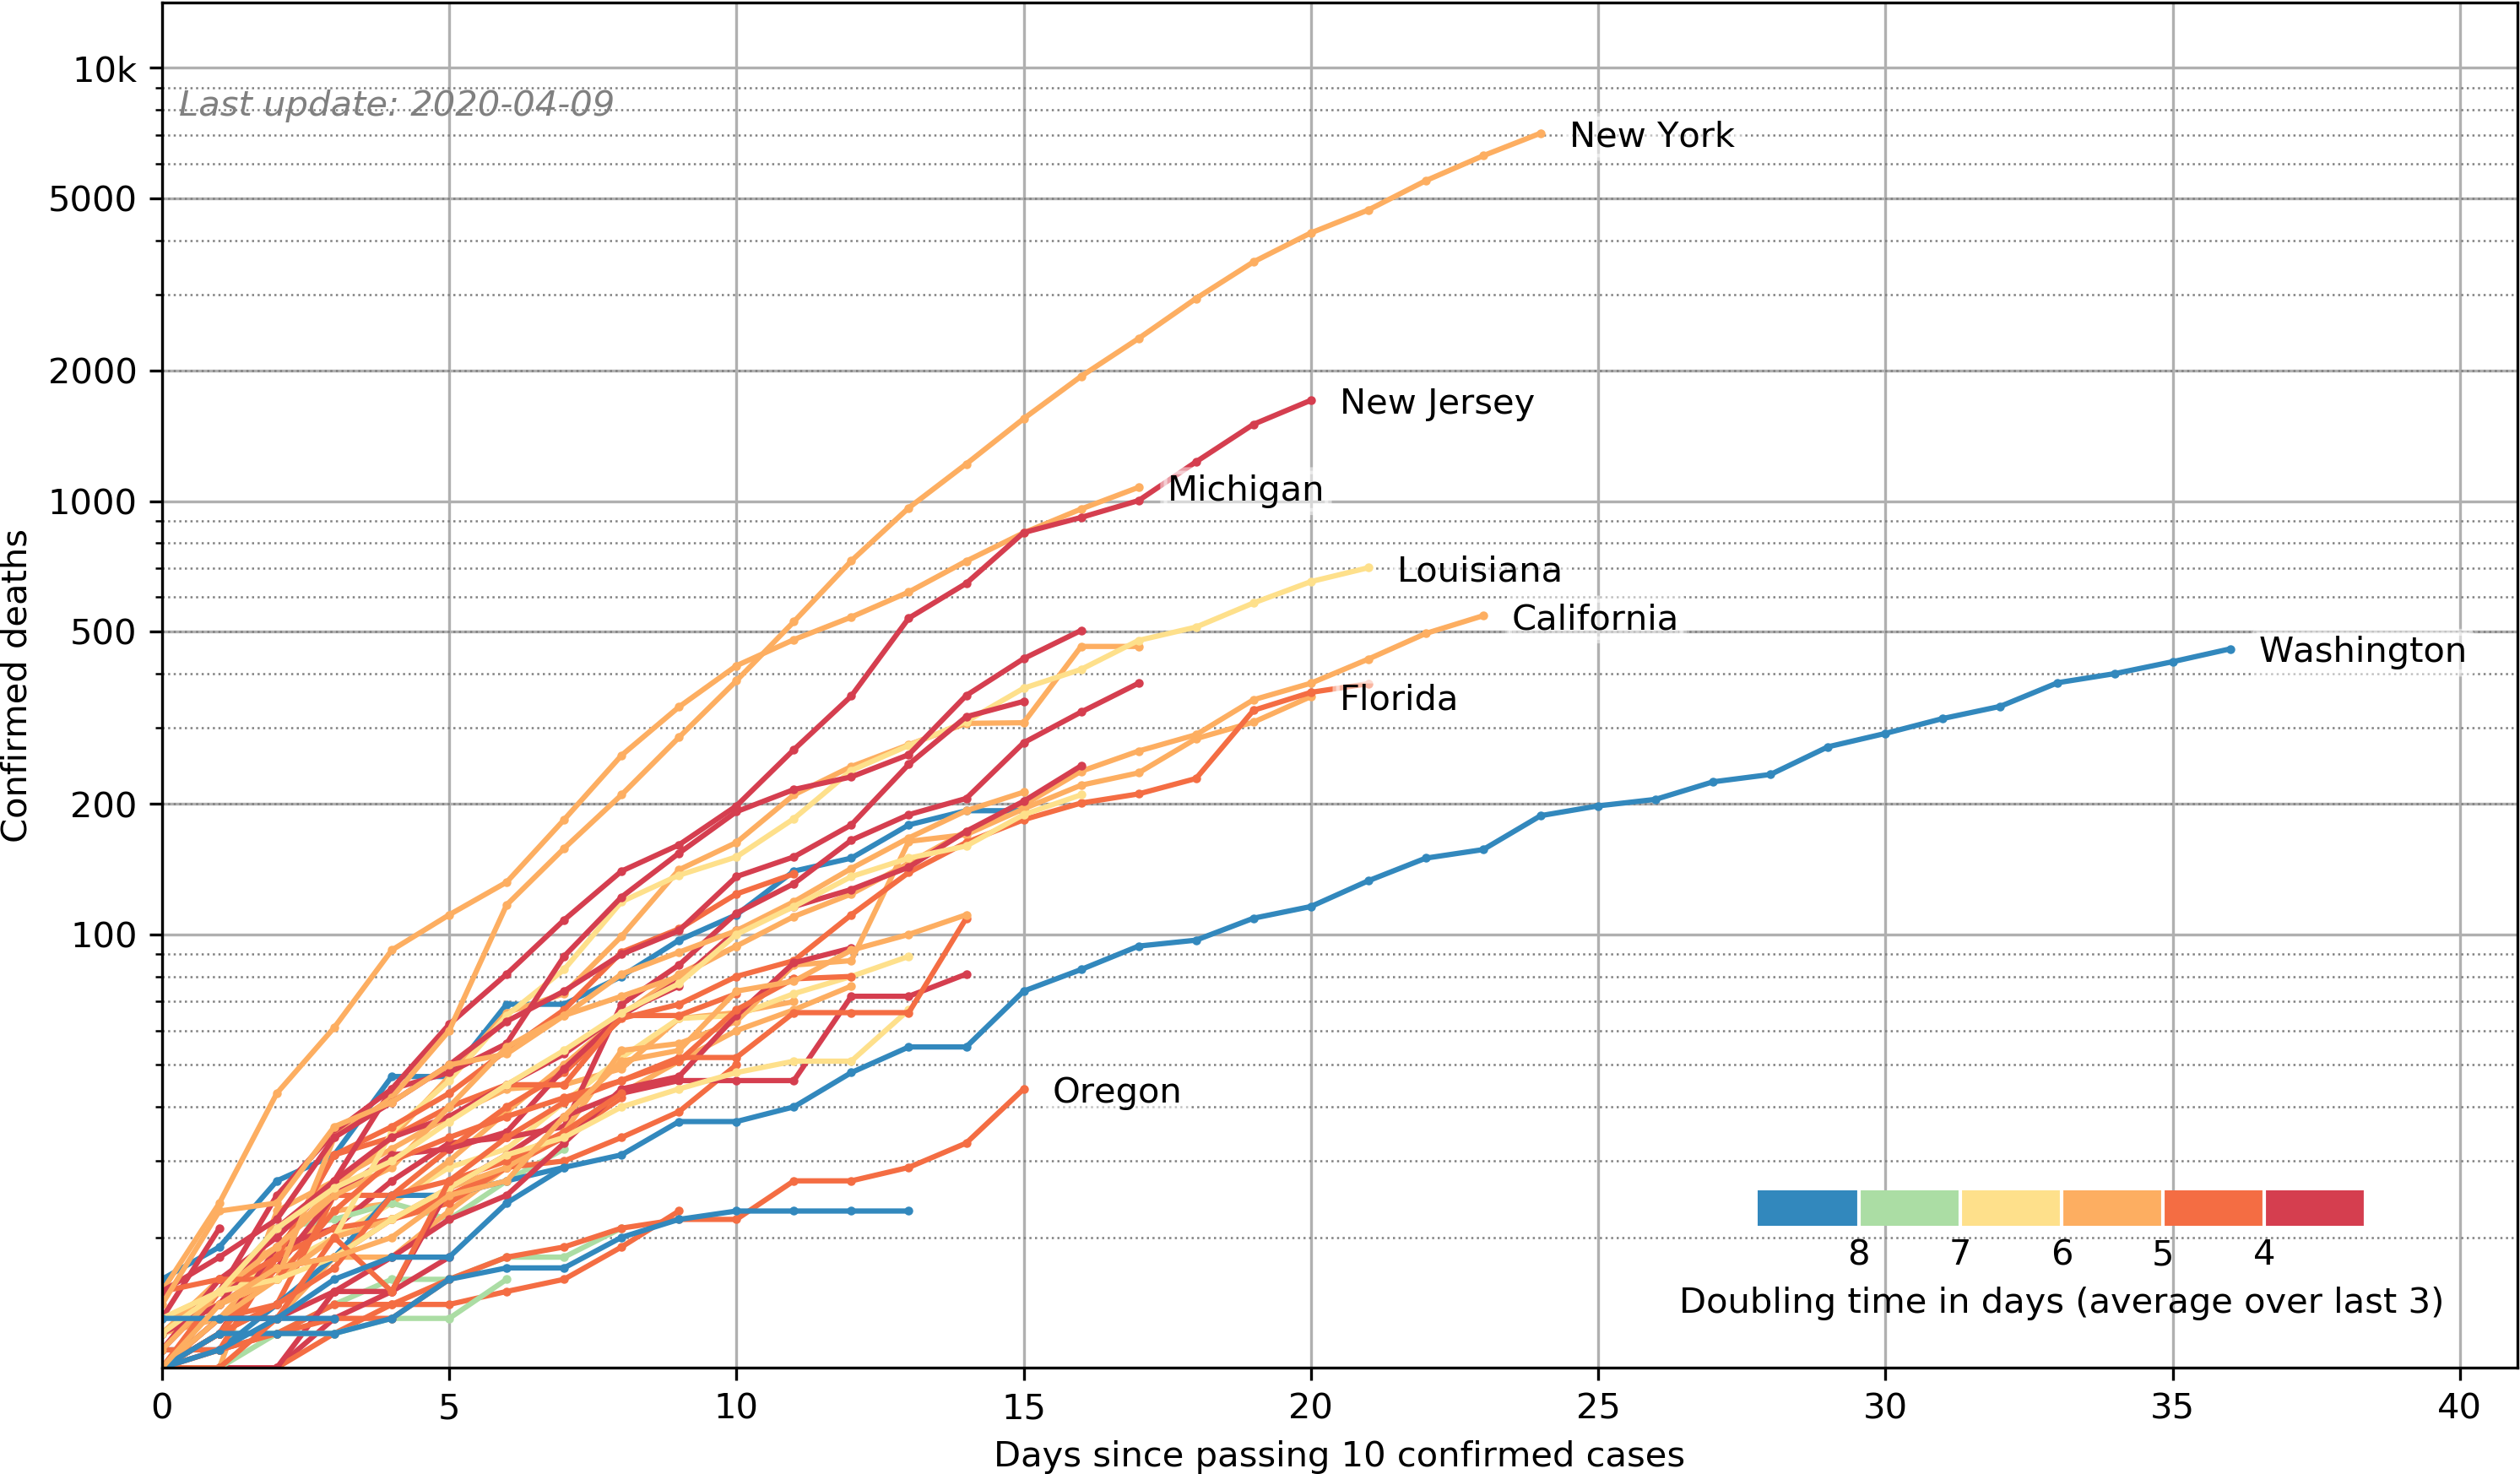 10k
Last update: 2020-04-09
New York
5000
2000
New Jersey
Michigan
1000
Louisiana
California
500
Washington
Florida
200
100
Oregon
Confirmed deaths
8 7 6 5 4
Doubling time in days (average over last 3)
0 5 10 15 20 25 30 35 40
Days since passing 10 confirmed cases